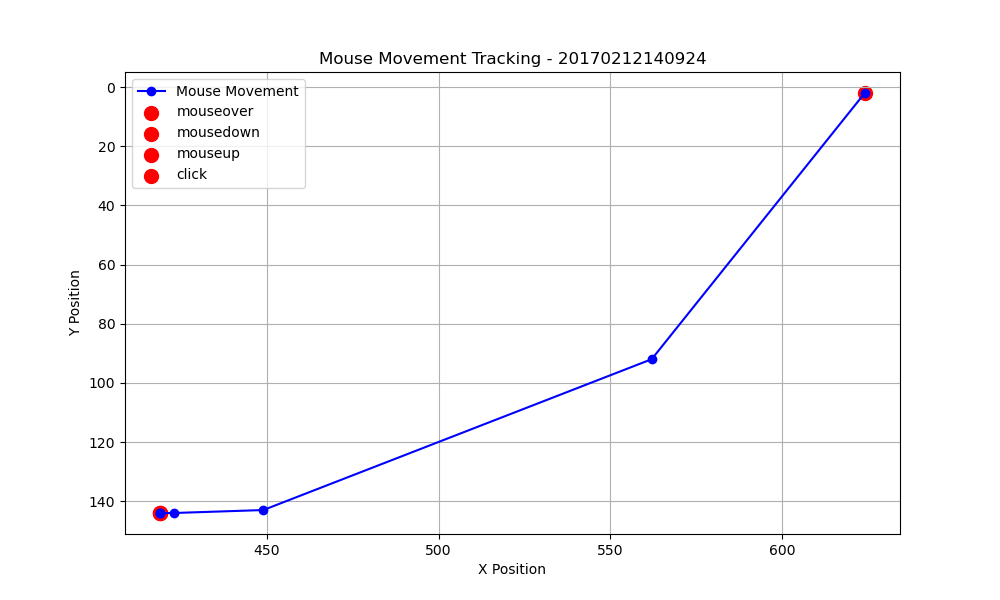 Mouse Movement Tracking - 20170212140924
Mouse Movement
mouseover
mousedown
mouseup
click
0
20
40
60
80
100
120
140
Y Position
450
500
550
600
X Position